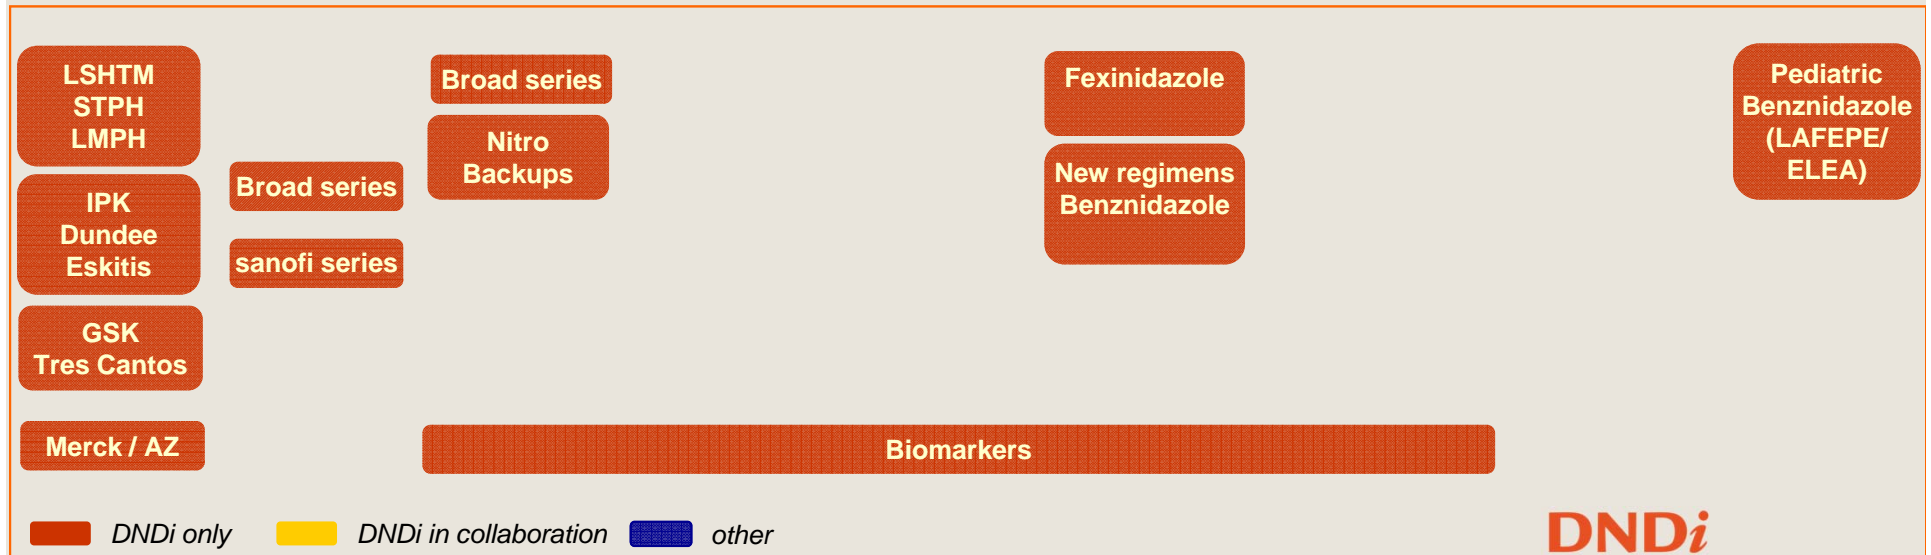 LSHTM
STPH
LMPH
IPK
Dundee
Eskitis
GSK
Tres Cantos
Merck / AZ
Broad series
sanofi series
Broad series
Nitro
Backups
Fexinidazole
New regimens
Benznidazole
Pediatric
Benznidazole
(LAFEPE/
ELEA)
Biomarkers
DNDi only
DNDi in collaboration
other
DNDi